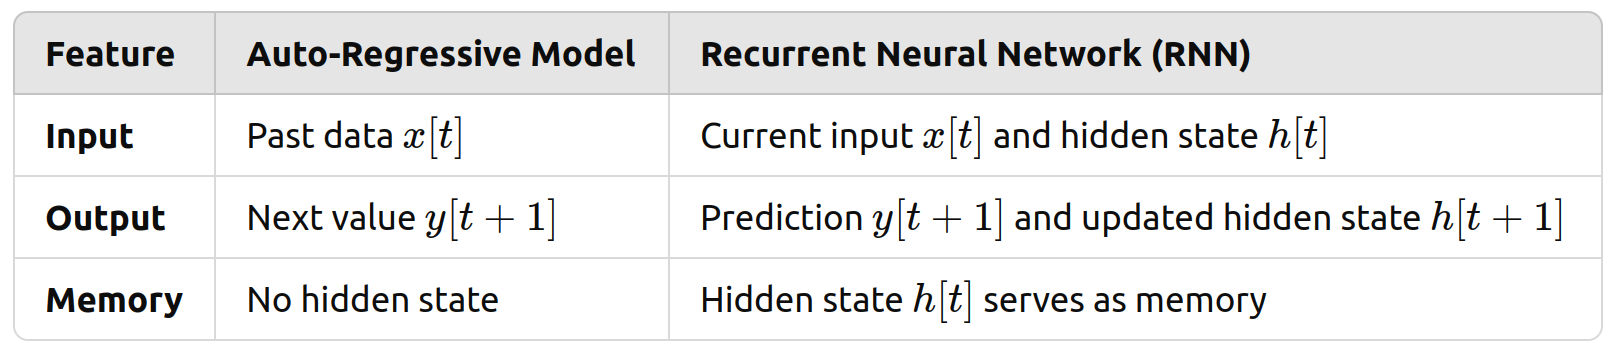 Feature Auto-Regressive Model Recurrent Neural Network (RNN)
Input Past data x[t] Current input x[t] and hidden state h[t]
Output Next value y[t + 1] Prediction y[t + 1] and updated hidden state h[t + 1]
Memory No hidden state Hidden state h[t] serves as memory